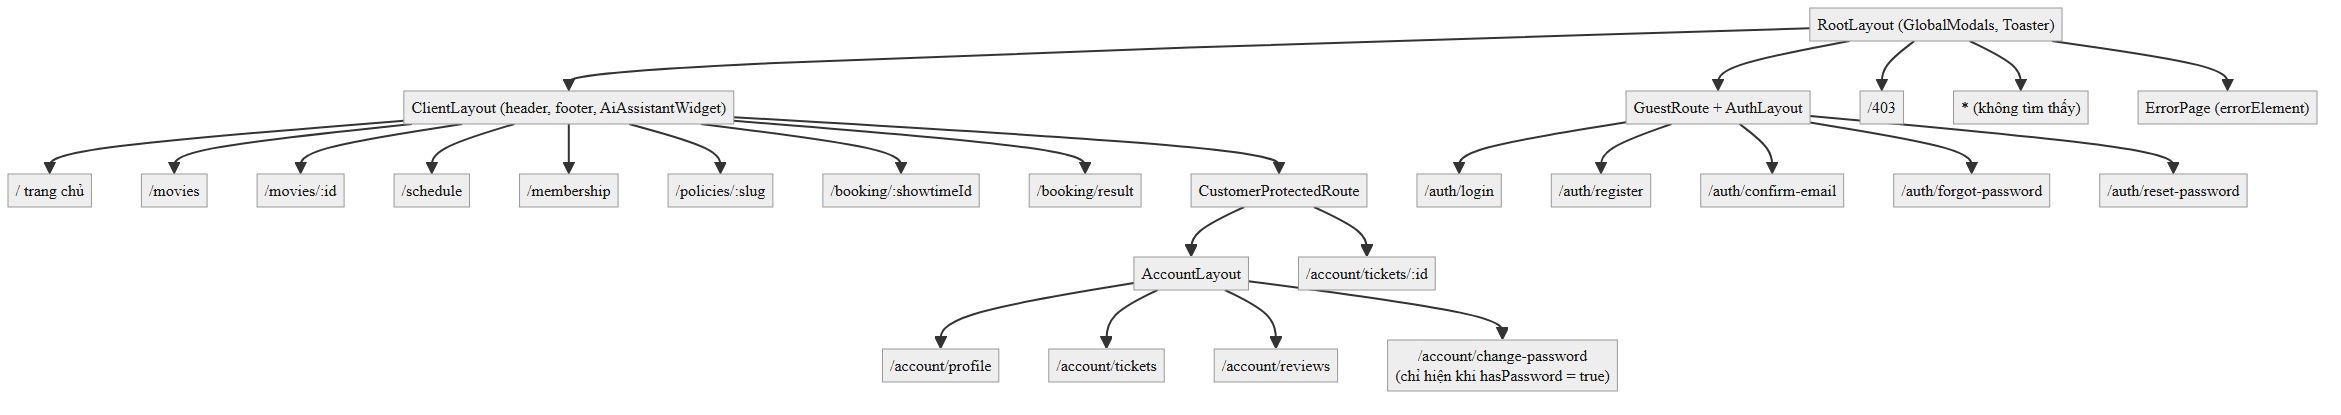 RootLayout (GlobalModals, Toaster)
ClientLayout (header, footer, AiAssistantWidget)
GuestRoute + AuthLayout
/403
* (không tìm thấy)
ErrorPage (errorElement)
/ trang chủ
/movies
/movies/:id
/schedule
/membership
/policies/:slug
/booking/:showtimeId
/booking/result
CustomerProtectedRoute
/auth/login
/auth/register
/auth/confirm-email
/auth/forgot-password
/auth/reset-password
AccountLayout
/account/tickets/:id
/account/profile
/account/tickets
/account/reviews
/account/change-password
(chỉ hiện khi hasPassword = true)